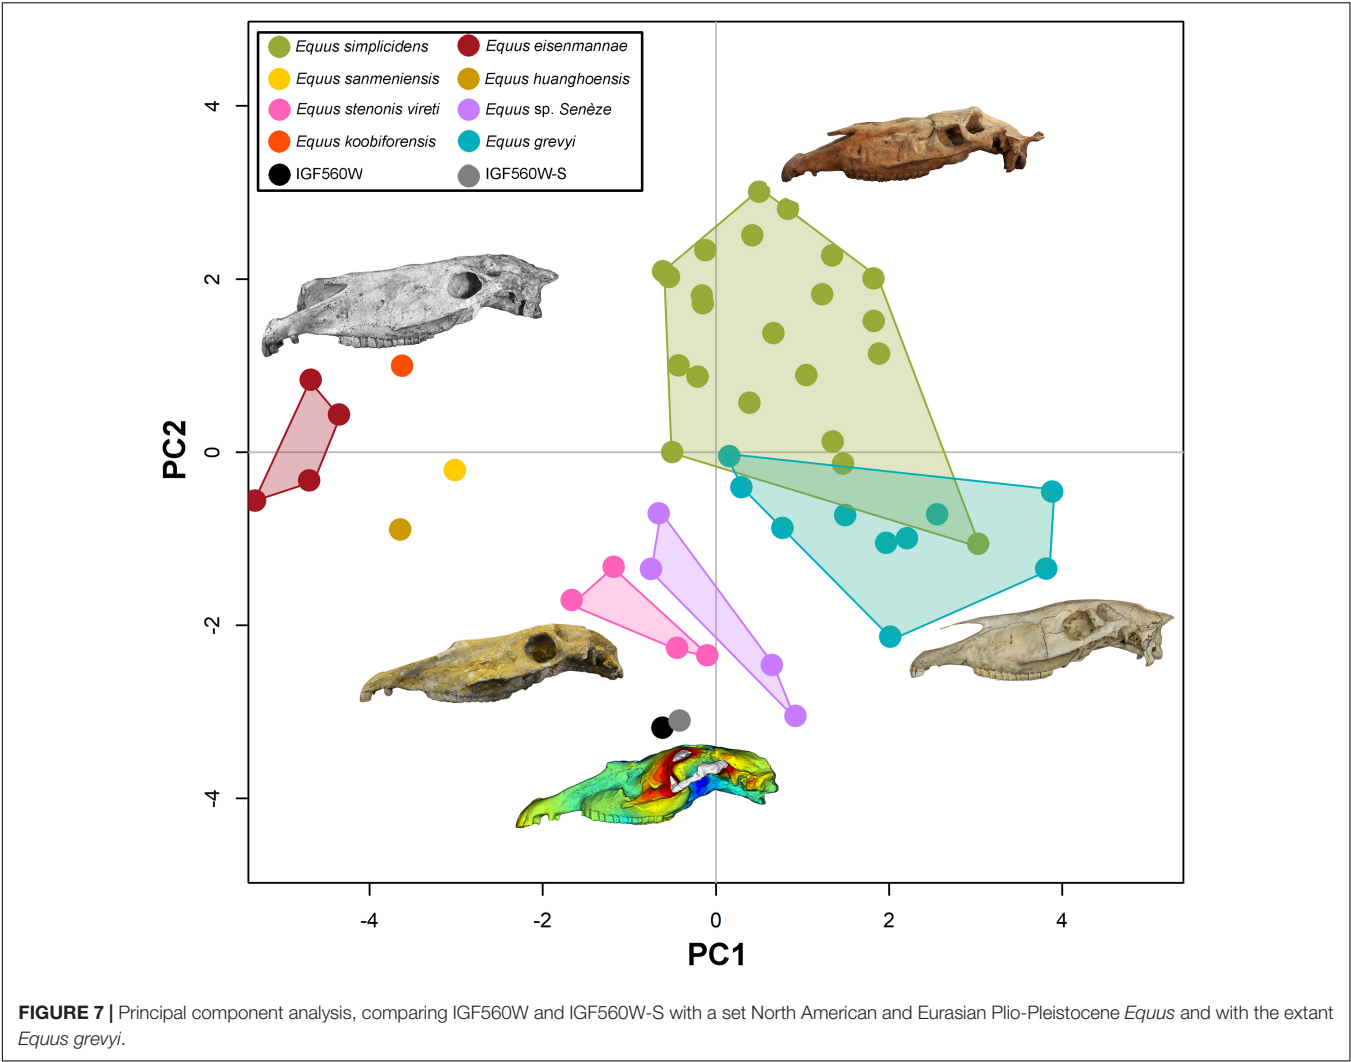 Equus simplicidens
Equus eisenmannae
Equus sanmeniensis
Equus huanghoensis
Equus stenonis vireti
Equus sp. Senèze
Equus koobiforensis
Equus grevyi
IGF560W
IGF560W-S
4
2
0
-2
-4
PC2
-4
-2
0
2
4
PC1
FIGURE 7 | Principal component analysis, comparing IGF560W and IGF560W-S with a set North American and Eurasian Plio-Pleistocene Equus and with the extant
Equus grevyi.